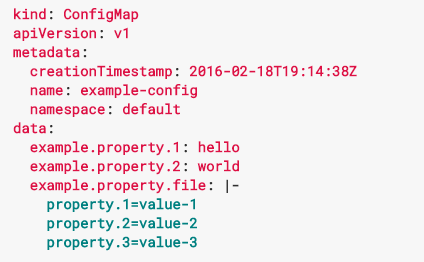 kind: ConfigMap
apiVersion: v1
metadata:
  creationTimestamp: 2016-02-18T19:14:38Z
  name: example-config
  namespace: default
data:
  example.property.1: hello
  example.property.2: world
  example.property.file: |-
    property.1=value-1
    property.2=value-2
    property.3=value-3